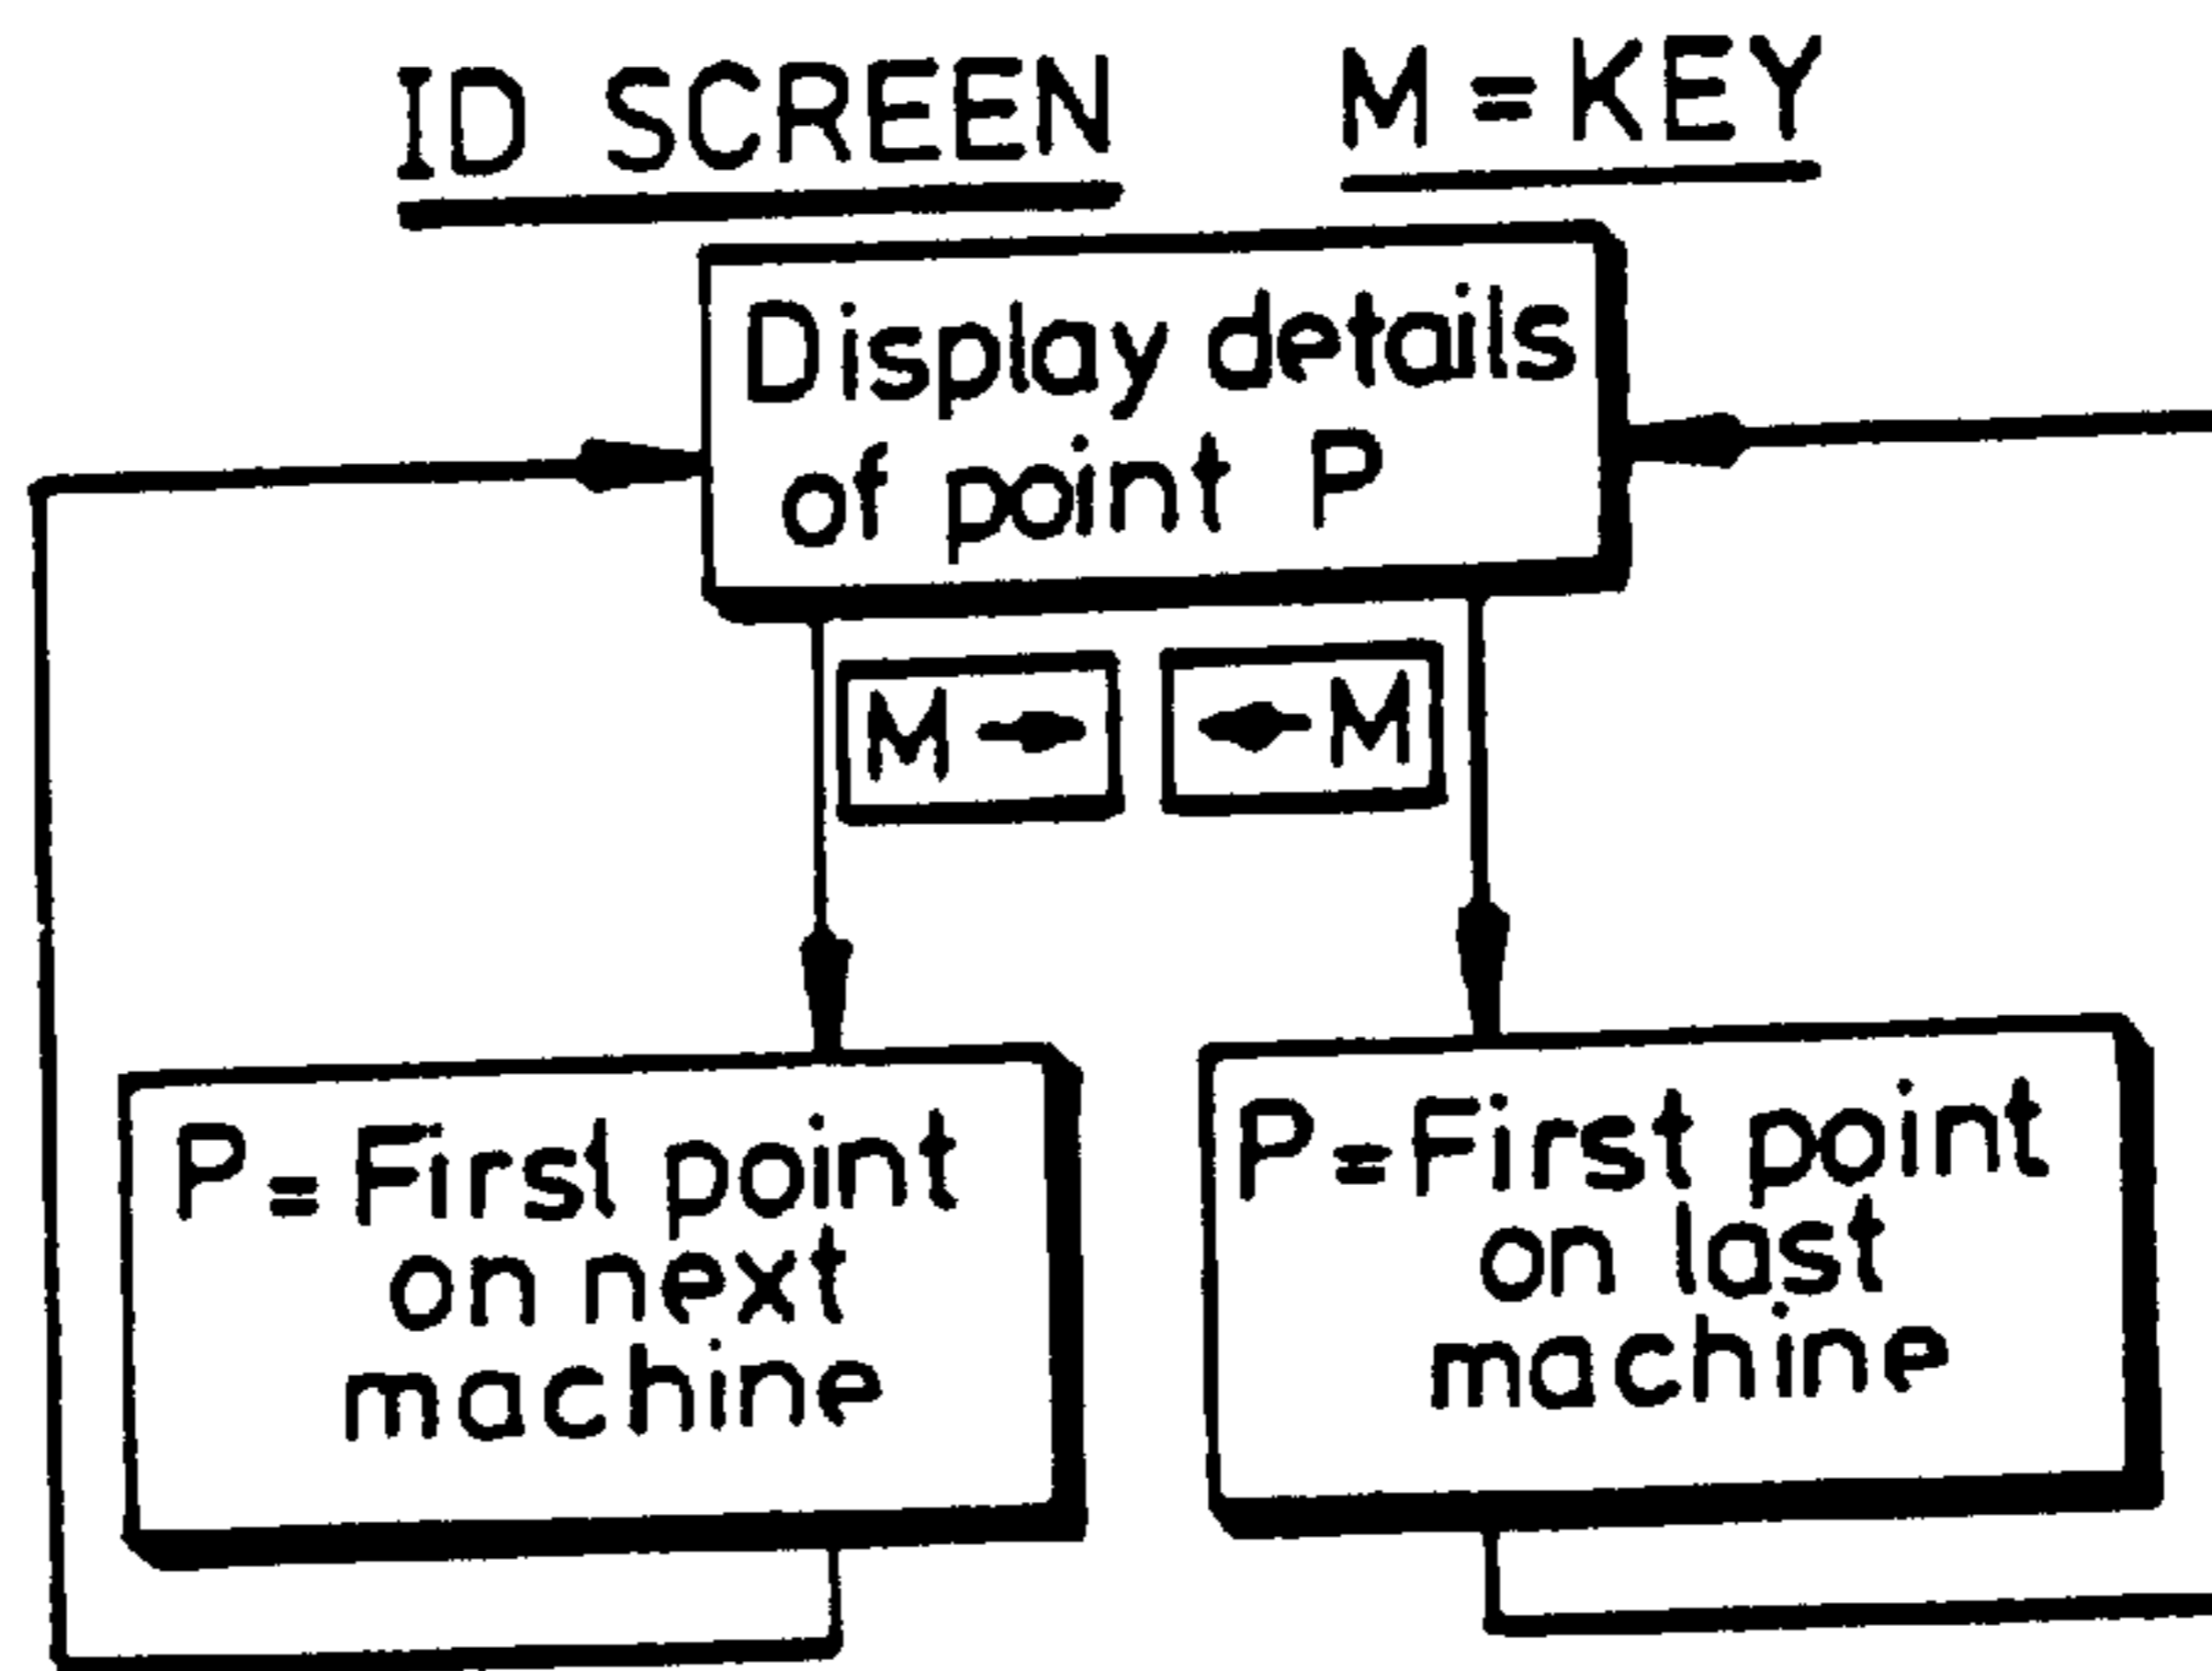 ID SCREEN M = KEY
Display details
of point P
M → ← M
P = First point
on next
machine
P = First point
on last
machine